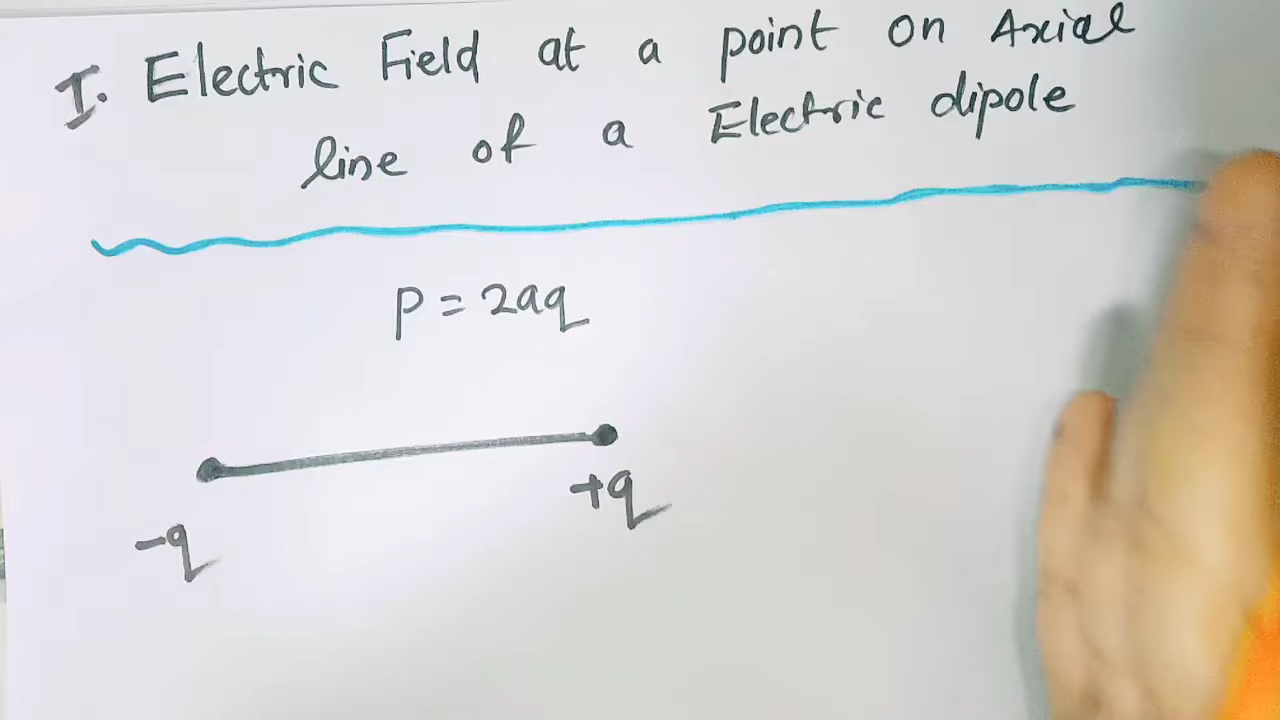 I. Electric Field at a point on Axial
line of a Electric dipole
P = 2aq
+q
-q